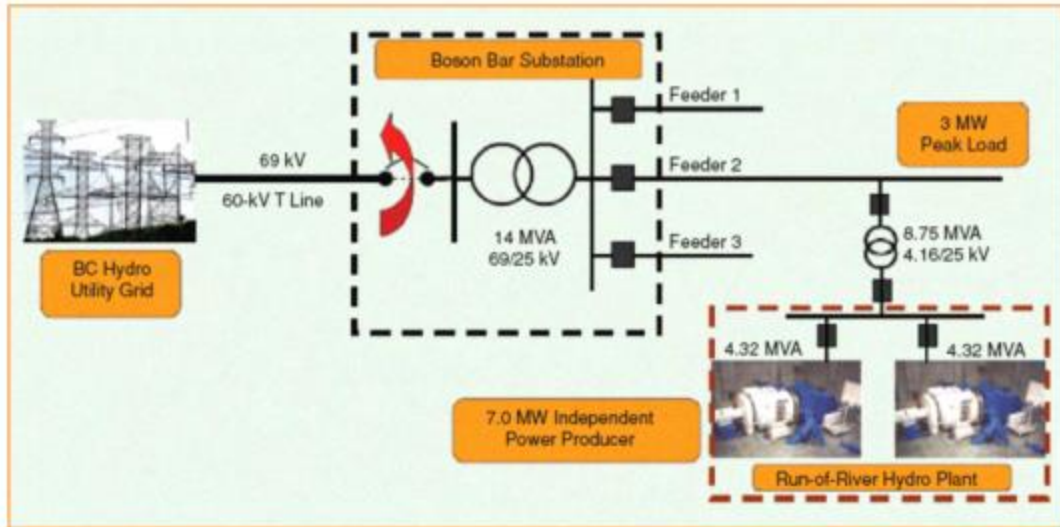 Boson Bar Substation
Feeder 1
3 MW
Peak Load
69 kV
Feeder 2
60-kV T Line
14 MVA
69/25 kV
8.75 MVA
4.16/25 kV
Feeder 3
BC Hydro
Utility Grid
4.32 MVA
4.32 MVA
7.0 MW Independent
Power Producer
Run-of-River Hydro Plant